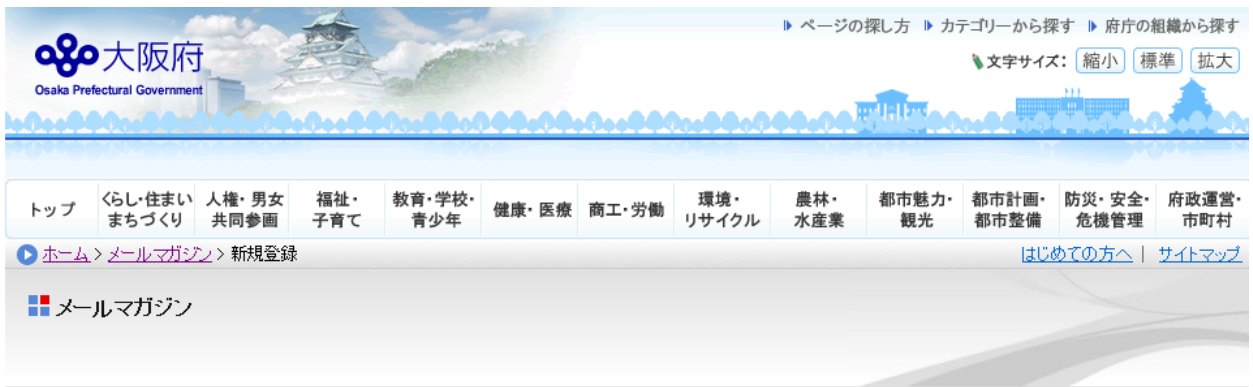 ページの探し方 カテゴリーから探す 府庁の組織から探す
大阪府
Osaka Prefectural Government
文字サイズ: 縮小 標準 拡大
トップ
くらし・住まい
まちづくり
人権・男女
共同参画
福祉・
子育て
教育・学校・
青少年
健康・医療
商工・労働
環境・
リサイクル
農林・
水産業
都市魅力・
観光
都市計画・
都市整備
防災・安全・
危機管理
府政運営・
市町村
ホーム > メールマガジン > 新規登録
はじめての方へ | サイトマップ
メールマガジン